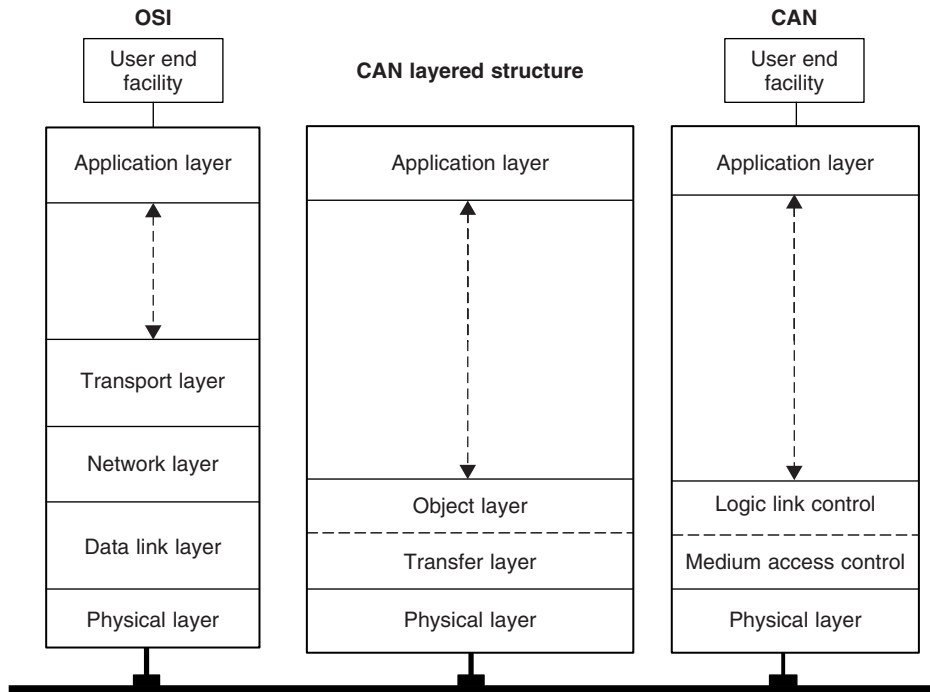 OSI
User end
facility
Application layer
Transport layer
Network layer
Data link layer
Physical layer
CAN layered structure
Application layer
Object layer
Transfer layer
Physical layer
CAN
User end
facility
Application layer
Logic link control
Medium access control
Physical layer